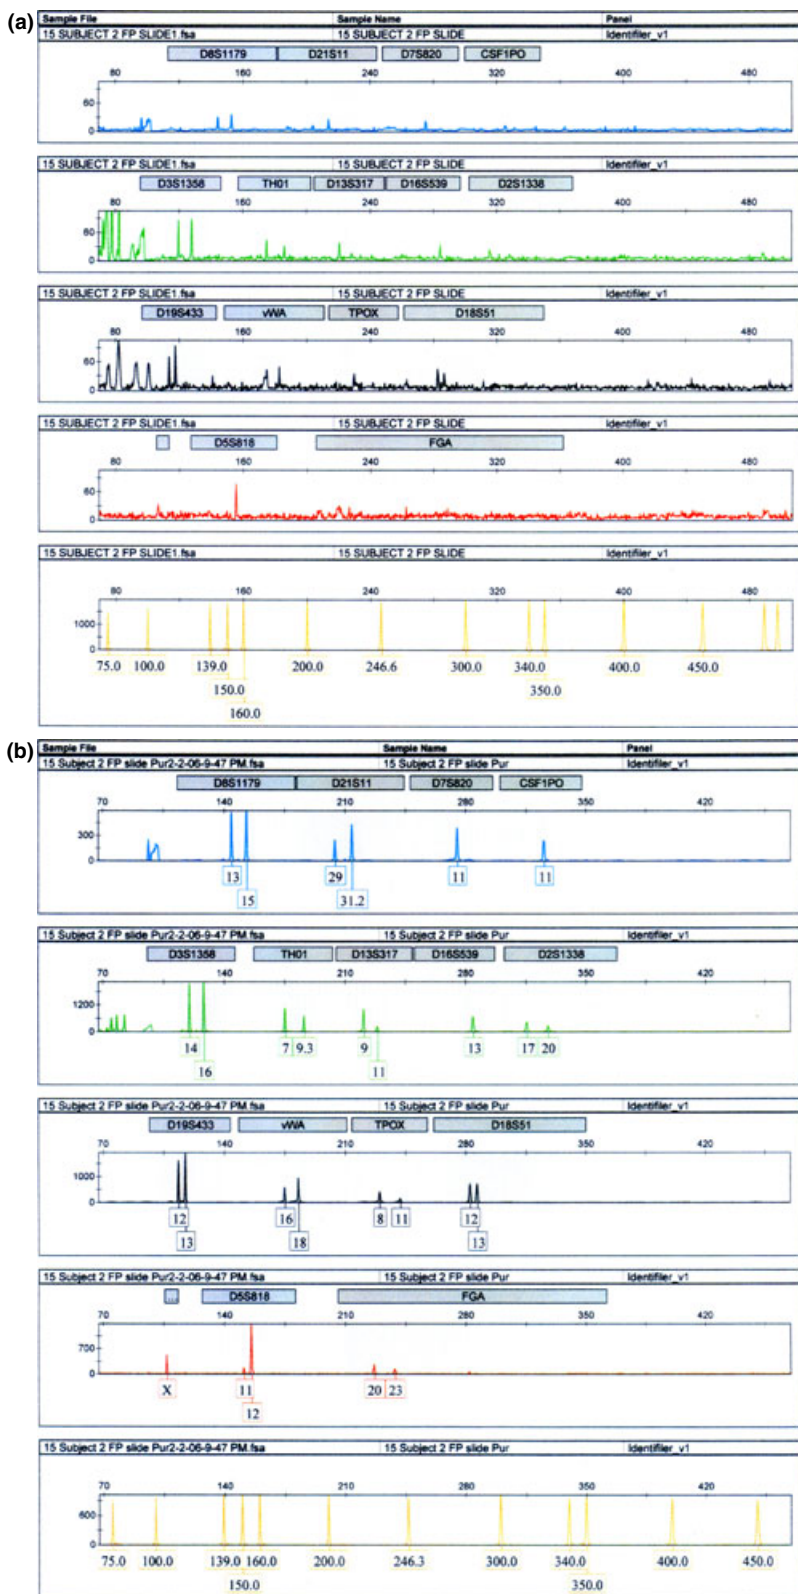 (a)
Sample File Sample Name Panel
15 SUBJECT 2 FP SLIDE1.fsa 15 SUBJECT 2 FP SLIDE Identifiler_v1
D8S1179 D21S11 D7S820 CSF1PO
80 160 240 320 400 480
60
0
15 SUBJECT 2 FP SLIDE1.fsa 15 SUBJECT 2 FP SLIDE Identifiler_v1
D3S1358 TH01 D13S317 D16S539 D2S1338
80 160 240 320 400 480
60
0
15 SUBJECT 2 FP SLIDE1.fsa 15 SUBJECT 2 FP SLIDE Identifiler_v1
D19S433 vWA TPOX D18S51
80 160 240 320 400 480
60
0
15 SUBJECT 2 FP SLIDE1.fsa 15 SUBJECT 2 FP SLIDE Identifiler_v1
D5S818 FGA
80 160 240 320 400 480
60
0
15 SUBJECT 2 FP SLIDE1.fsa 15 SUBJECT 2 FP SLIDE Identifiler_v1
80 160 240 320 400 480
1000
0
75.0 100.0 139.0 200.0 246.6 300.0 340.0 400.0 450.0
150.0 350.0
160.0
(b)
Sample File Sample Name Panel
15 Subject 2 FP slide Pur2-2-06-9-47 PM.fsa 15 Subject 2 FP slide Pur Identifiler_v1
D8S1179 D21S11 D7S820 CSF1PO
70 140 210 280 350 420
300
0
13 29 11 11
15 31.2
15 Subject 2 FP slide Pur2-2-06-9-47 PM.fsa 15 Subject 2 FP slide Pur Identifiler_v1
D3S1358 TH01 D13S317 D16S539 D2S1338
70 140 210 280 350 420
1200
0
14 7 9.3 9 13 17 20
16 11
15 Subject 2 FP slide Pur2-2-06-9-47 PM.fsa 15 Subject 2 FP slide Pur Identifiler_v1
D19S433 vWA TPOX D18S51
70 140 210 280 350 420
1000
0
12 16 8 11 12
13 18 13
15 Subject 2 FP slide Pur2-2-06-9-47 PM.fsa 15 Subject 2 FP slide Pur Identifiler_v1
... D5S818 FGA
70 140 210 280 350 420
700
0
X 11 20 23
12
15 Subject 2 FP slide Pur2-2-06-9-47 PM.fsa 15 Subject 2 FP slide Pur Identifiler_v1
70 140 210 280 350 420
600
0
75.0 100.0 139.0 160.0 200.0 246.3 300.0 340.0 400.0 450.0
150.0 350.0